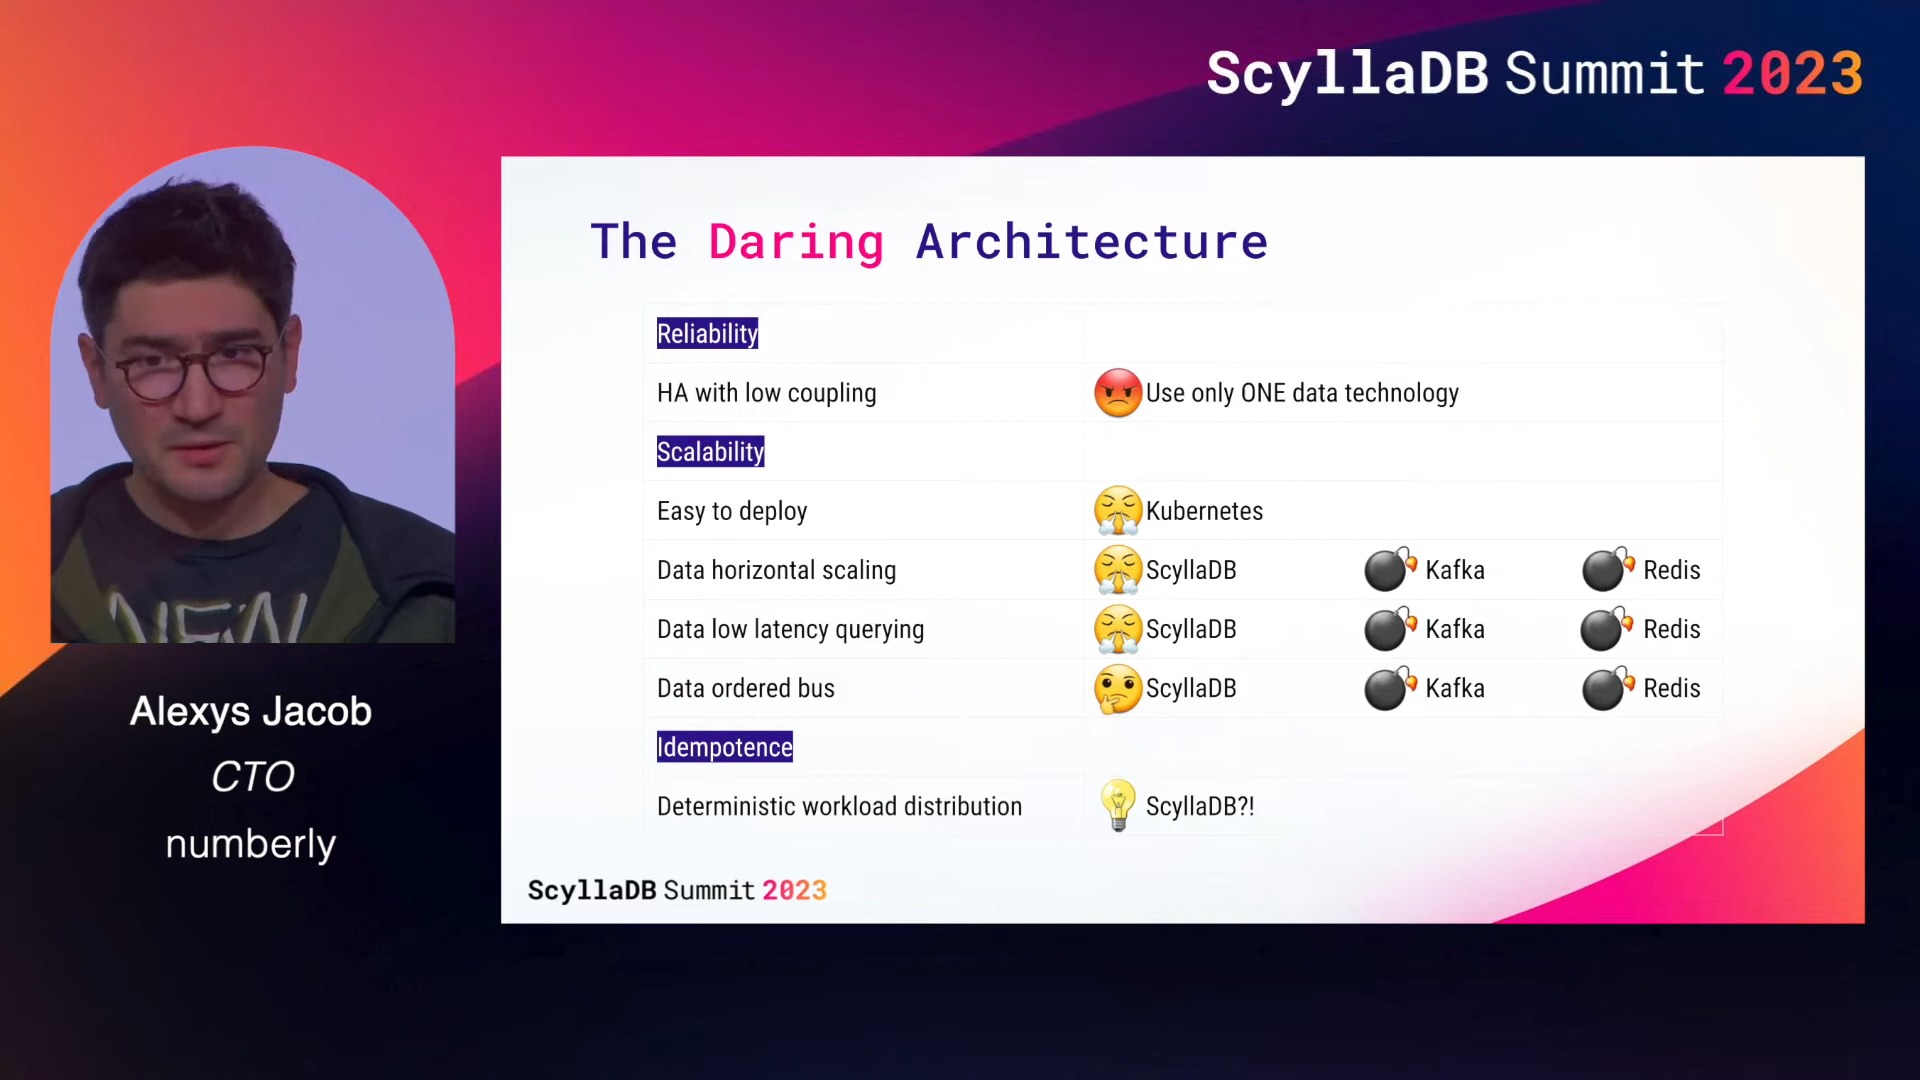 ScyllaDB Summit 2023
The Daring Architecture
Reliability
HA with low coupling
Use only ONE data technology
Scalability
Easy to deploy
Kubernetes
Data horizontal scaling
ScyllaDB
Kafka
Redis
Data low latency querying
ScyllaDB
Kafka
Redis
Data ordered bus
ScyllaDB
Kafka
Redis
Idempotence
Deterministic workload distribution
ScyllaDB?!
ScyllaDB Summit 2023
NEW
Alexys Jacob
CTO
numberly